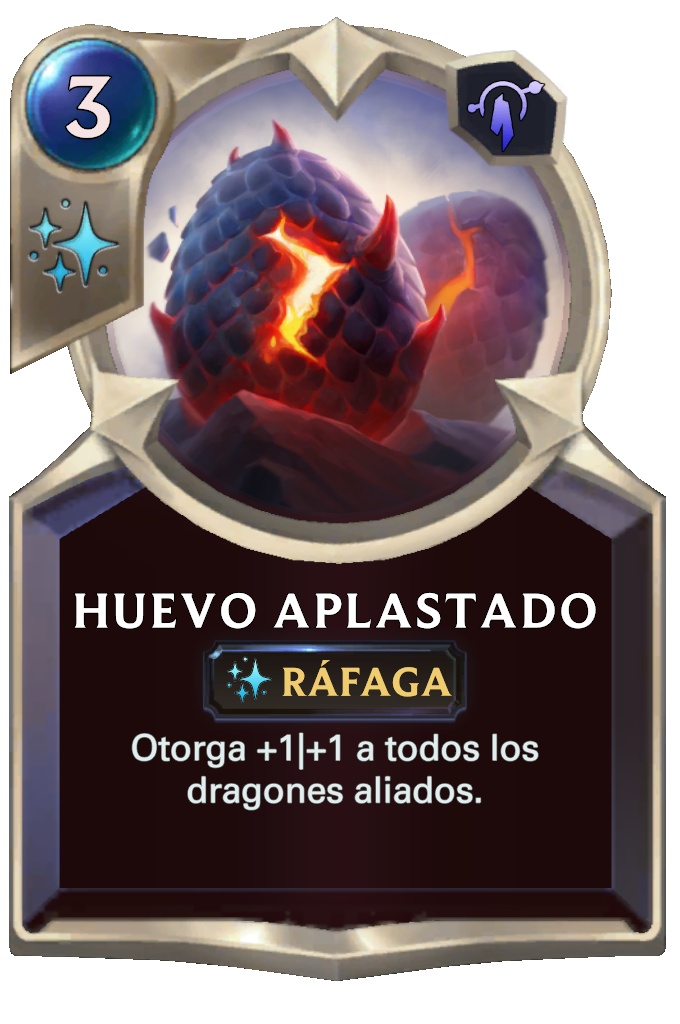 3
HUEVO APLASTADO
RÁFAGA
Otorga +1|+1 a todos los
dragones aliados.